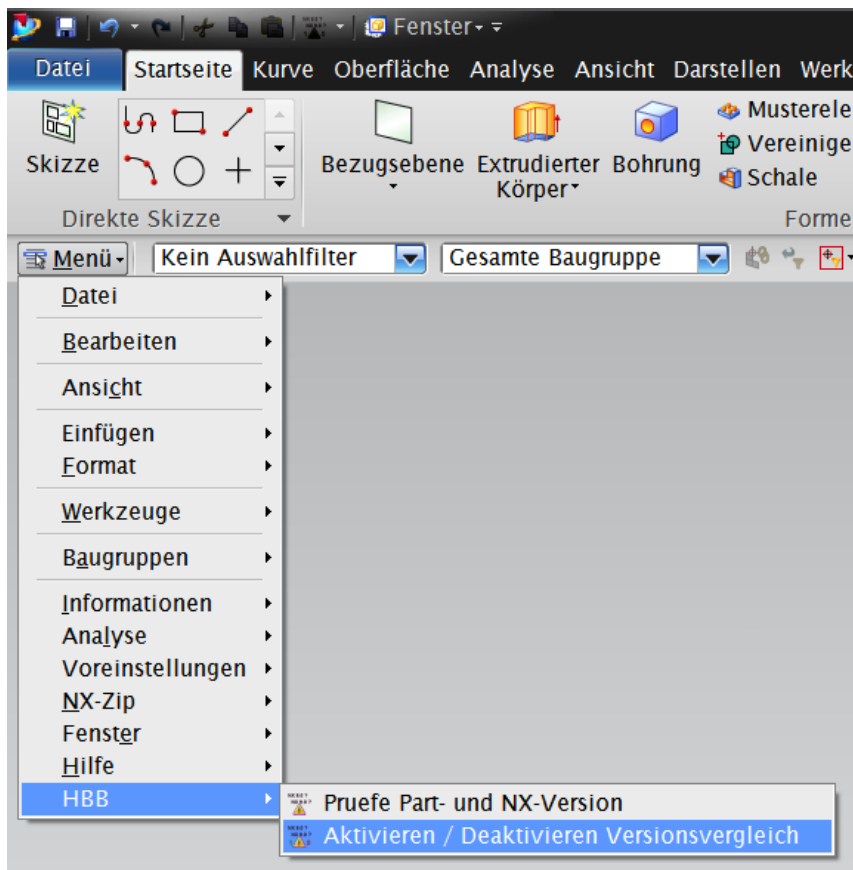 Fenster
Datei Startseite Kurve Oberfläche Analyse Ansicht Darstellen Werk
Skizze
Bezugsebene Extrudierter Körper Bohrung
Musterele
Vereinige
Schale
Direkte Skizze
Forme
Menü Kein Auswahlfilter Gesamte Baugruppe
Datei
Bearbeiten
Ansicht
Einfügen
Format
Werkzeuge
Baugruppen
Informationen
Analyse
Voreinstellungen
NX-Zip
Fenster
Hilfe
HBB
Pruefe Part- und NX-Version
Aktivieren / Deaktivieren Versionsvergleich